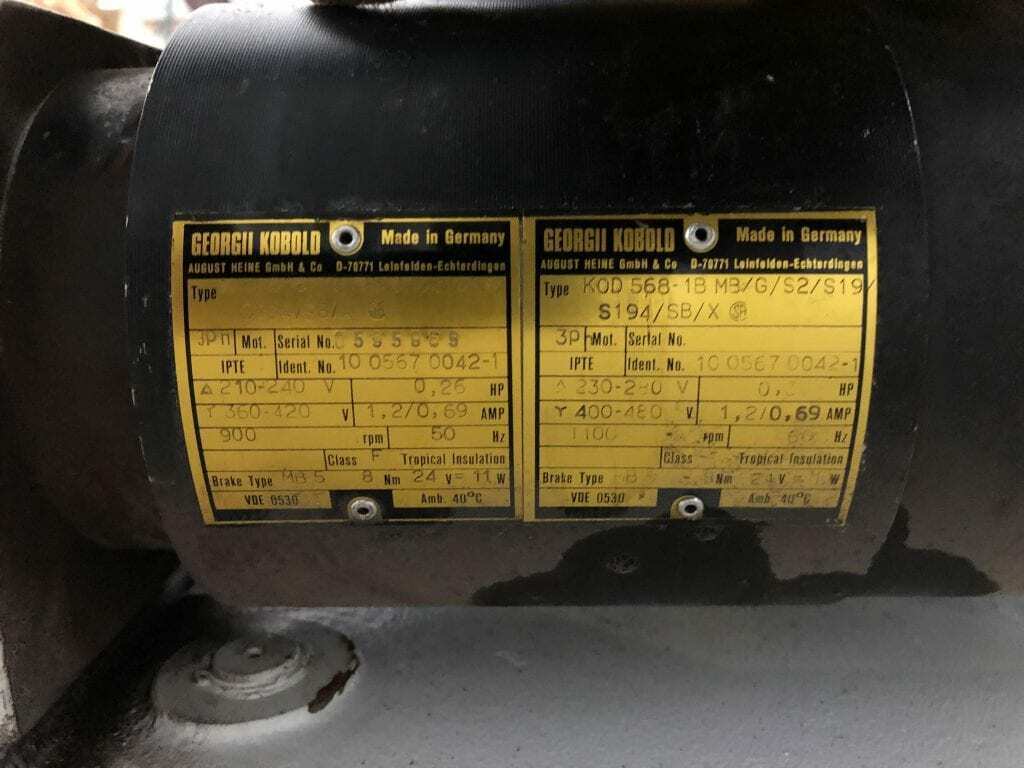 GEORGII KOBOLD Made in Germany
AUGUST HEINE GmbH & Co D-70771 Leinfelden-Echterdingen
Type
3Ph Mot. Serial No.
IPTE Ident. No. 10 0567 0042-1
△ 210-240 V 0,26 HP
Y 360-420 V 1,2/0,69 AMP
900 rpm 50 Hz
Class F Tropical Insulation
Brake Type MB 5 8 Nm 24 V= 11 W
VDE 0530 Amb. 40°C
GEORGII KOBOLD Made in Germany
AUGUST HEINE GmbH & Co D-70771 Leinfelden-Echterdingen
Type KOD 568-1B MB/G/S2/S19/
S194/SB/X
3Ph Mot. Serial No.
IPTE Ident. No. 10 0567 0042-1
△ V HP
Y 400-480 V 1,2/0,69 AMP
1100 rpm 60 Hz
Class Tropical Insulation
Brake Type Nm 24 V= W
VDE 0530 Amb. 40°C